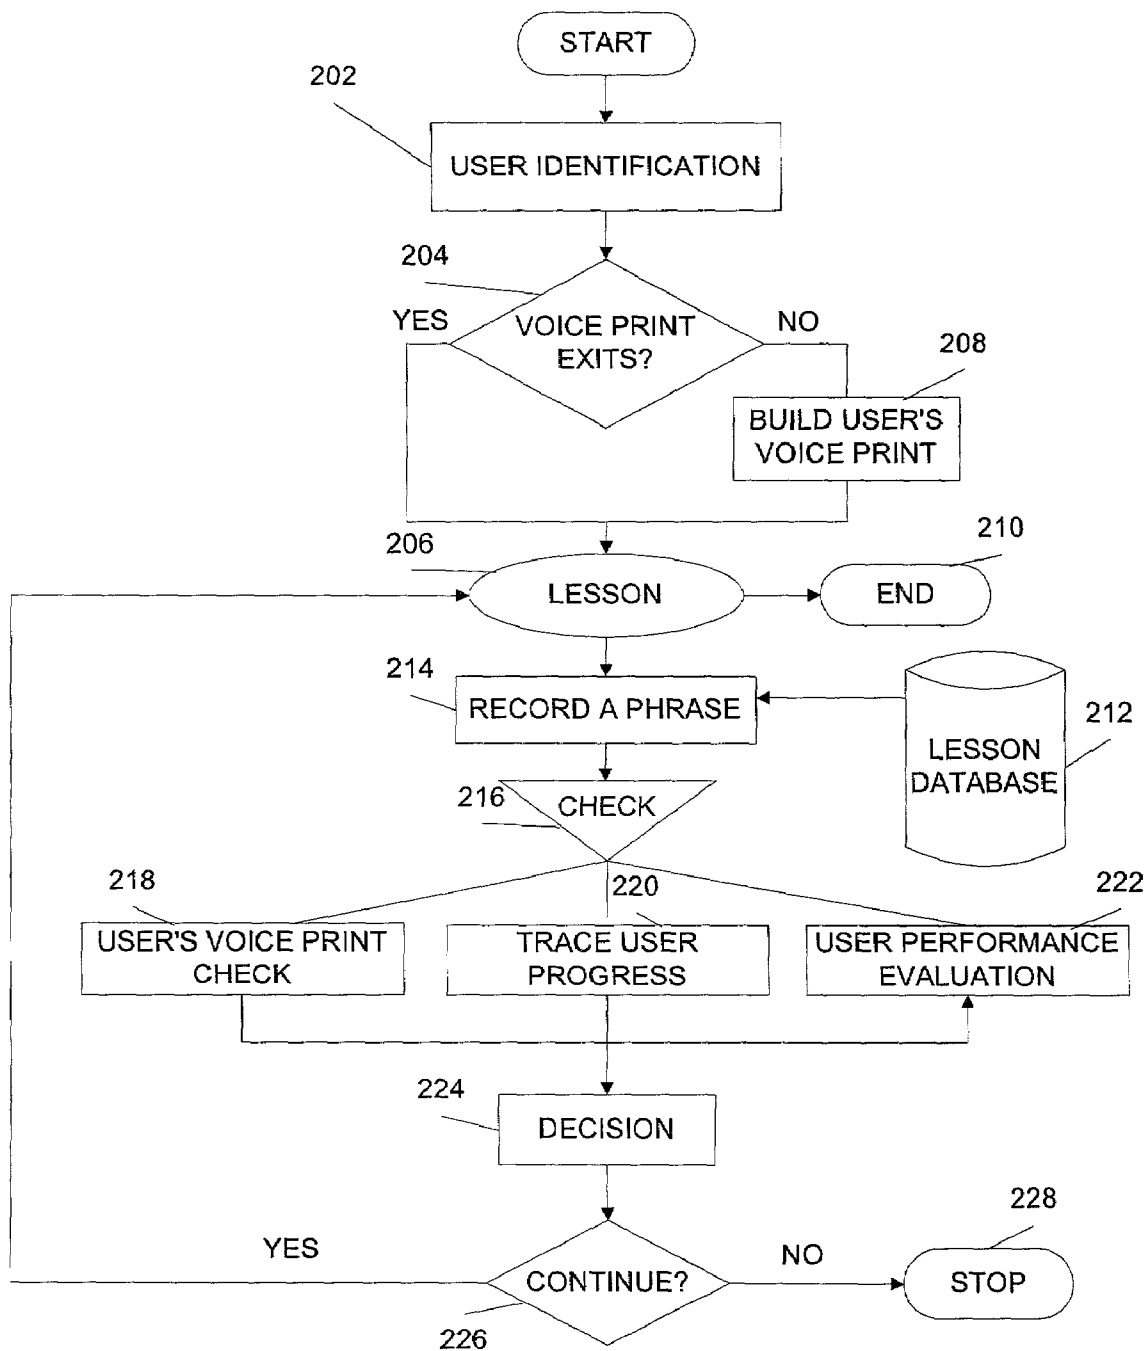 START
202
USER IDENTIFICATION
204
YES
VOICE PRINT
EXITS?
NO
208
BUILD USER'S
VOICE PRINT
206
LESSON
210
END
214
RECORD A PHRASE
212
LESSON
DATABASE
216
CHECK
218
USER'S VOICE PRINT
CHECK
220
TRACE USER
PROGRESS
222
USER PERFORMANCE
EVALUATION
224
DECISION
YES
CONTINUE?
226
NO
228
STOP